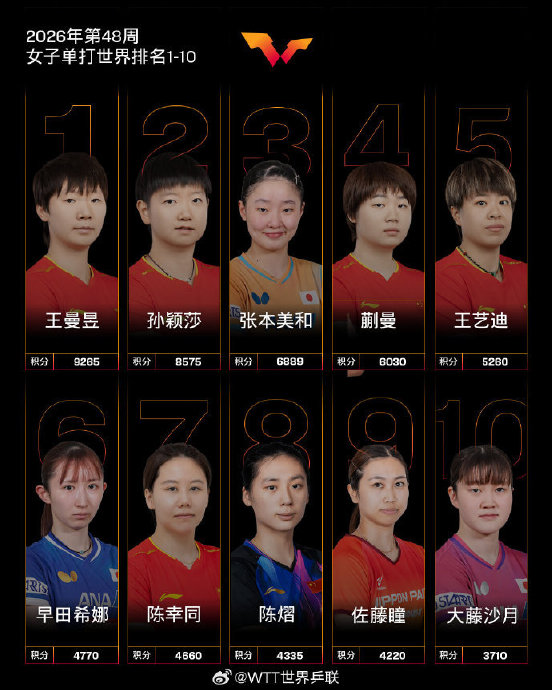 2026年第48周
女子单打世界排名1-10
1
2
3
4
5
王曼昱
孙颖莎
张本美和
蒯曼
王艺迪
积分 9265
积分 8575
积分 6889
积分 6030
积分 5260
6
7
8
9
10
早田希娜
陈幸同
陈熠
佐藤瞳
大藤沙月
积分 4770
积分 4660
积分 4335
积分 4220
积分 3710
@WTT世界乒联